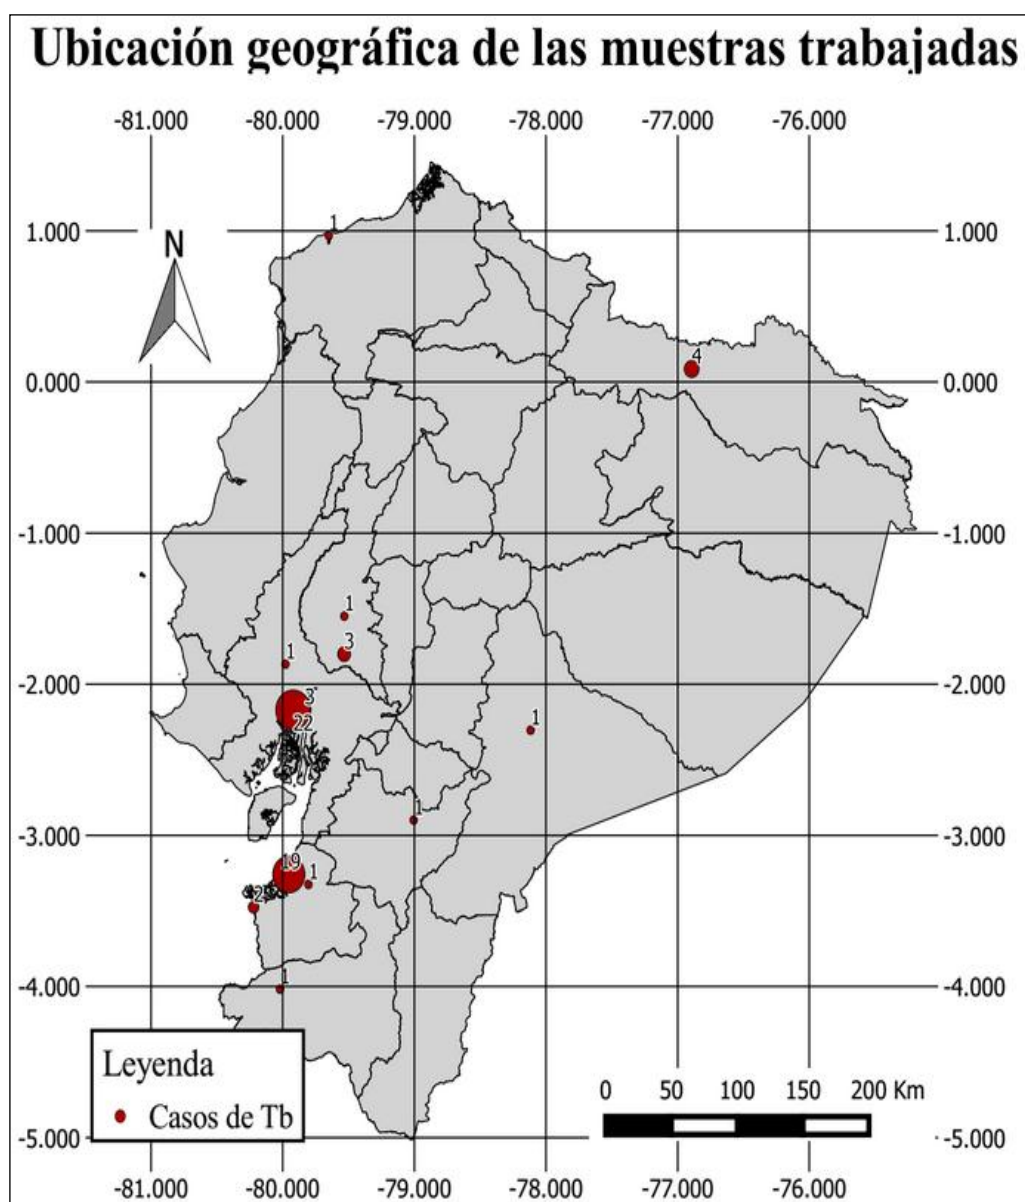 Ubicación geográfica de las muestras trabajadas
-81.000 -80.000 -79.000 -78.000 -77.000 -76.000
1
1.000 1.000
N
4
0.000 0.000
-1.000 -1.000
1
3
1
-2.000 -2.000
3
22
1
1
-3.000 -3.000
19
1
2
1
-4.000 -4.000
Leyenda
Casos de Tb
0 50 100 150 200 Km
-5.000 -5.000
-81.000 -80.000 -79.000 -78.000 -77.000 -76.000